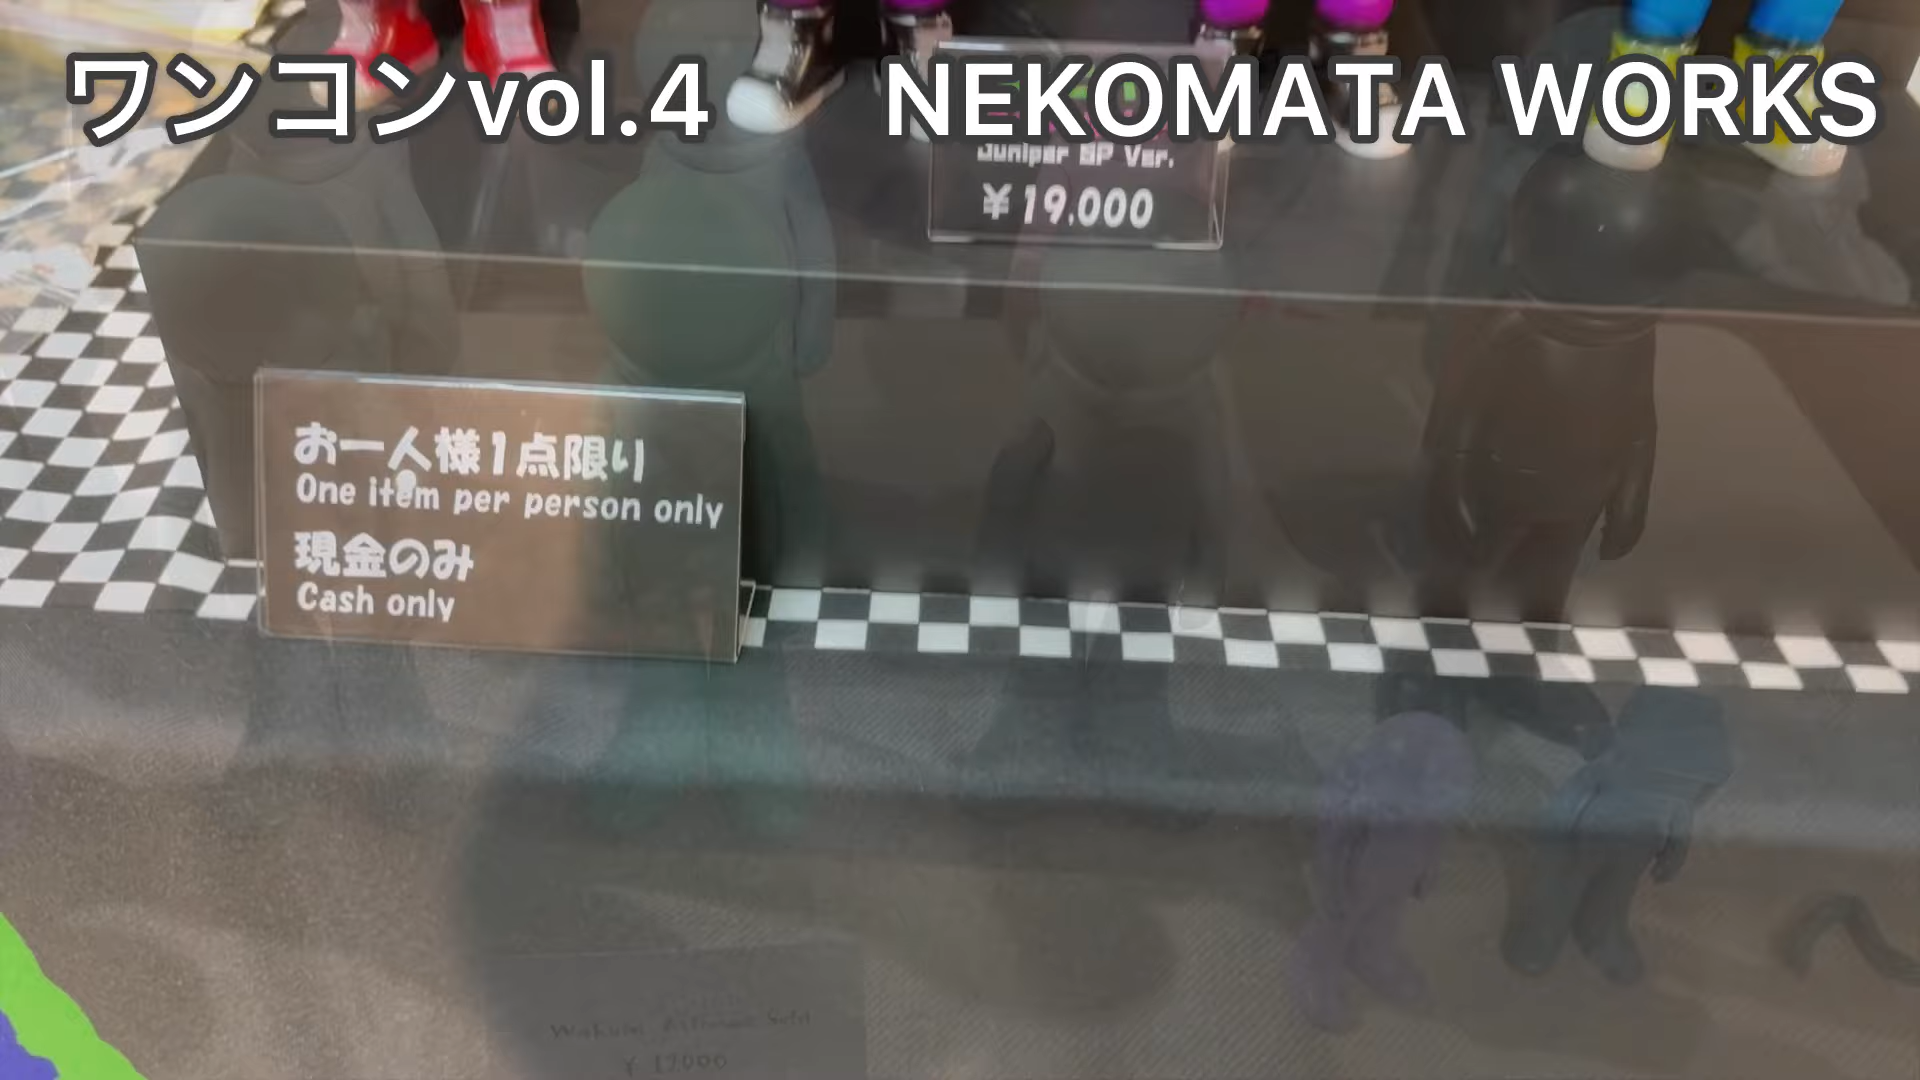 ワンコンvol.4 NEKOMATA WORKS
Juniper SP Ver.
¥19,000
お一人様1点限り
One item per person only
現金のみ
Cash only